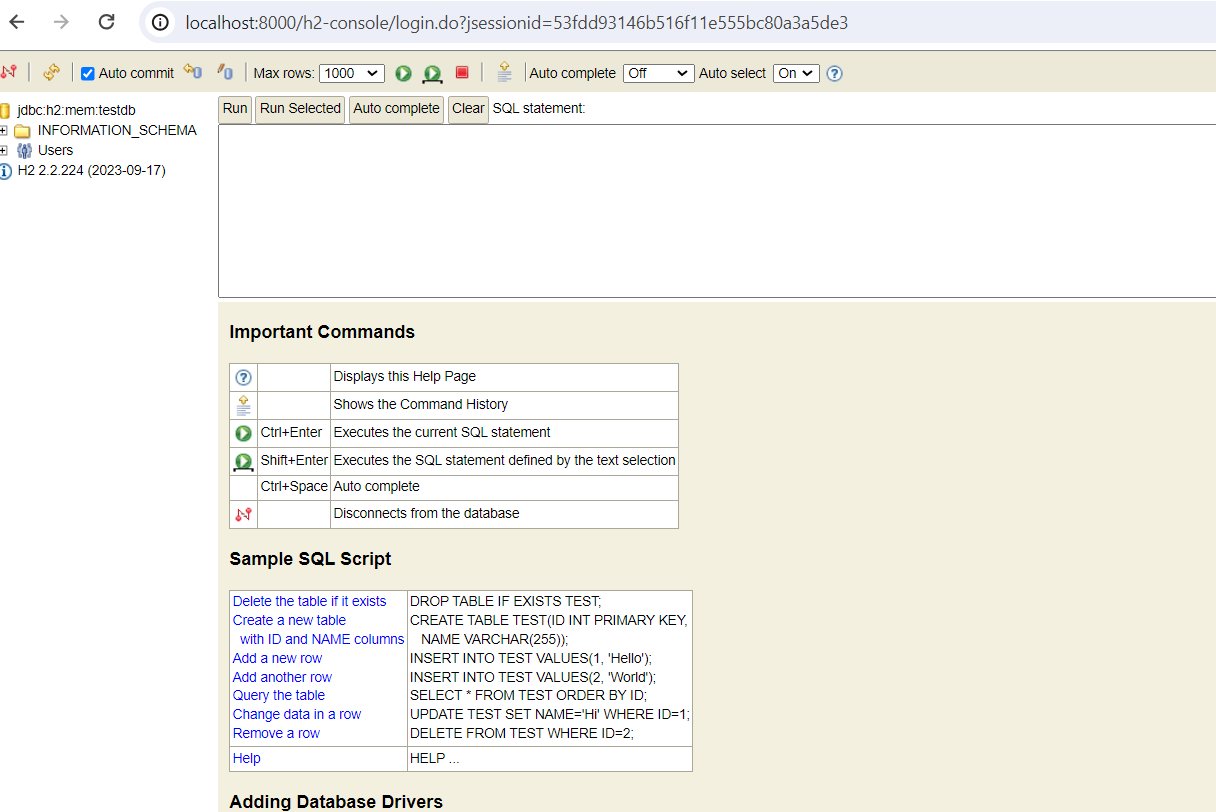 localhost:8000/h2-console/login.do?jsessionid=53fdd93146b516f11e555bc80a3a5de3
Auto commit Max rows: 1000 Auto complete Off Auto select On
jdbc:h2:mem:testdb
INFORMATION_SCHEMA
Users
H2 2.2.224 (2023-09-17)
Run Run Selected Auto complete Clear SQL statement:
Important Commands
Displays this Help Page
Shows the Command History
Ctrl+Enter Executes the current SQL statement
Shift+Enter Executes the SQL statement defined by the text selection
Ctrl+Space Auto complete
Disconnects from the database
Sample SQL Script
Delete the table if it exists DROP TABLE IF EXISTS TEST;
Create a new table CREATE TABLE TEST(ID INT PRIMARY KEY,
with ID and NAME columns NAME VARCHAR(255));
Add a new row INSERT INTO TEST VALUES(1, 'Hello');
Add another row INSERT INTO TEST VALUES(2, 'World');
Query the table SELECT * FROM TEST ORDER BY ID;
Change data in a row UPDATE TEST SET NAME='Hi' WHERE ID=1;
Remove a row DELETE FROM TEST WHERE ID=2;
Help HELP ...
Adding Database Drivers